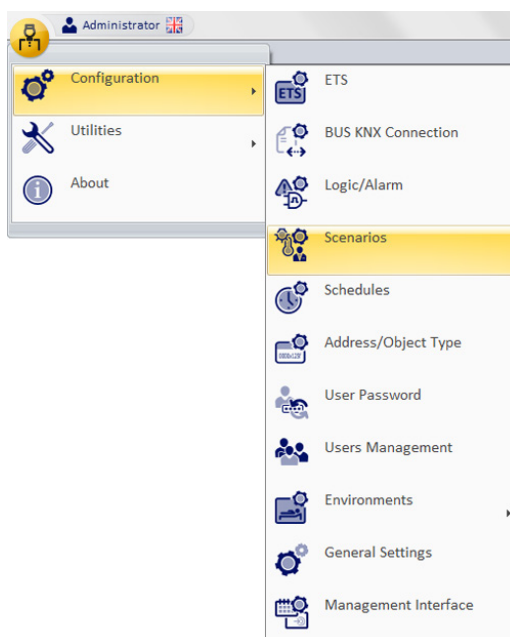 Administrator
Configuration
Utilities
About
ETS
ETS
BUS KNX Connection
Logic/Alarm
Scenarios
Schedules
Address/Object Type
User Password
Users Management
Environments
General Settings
Management Interface